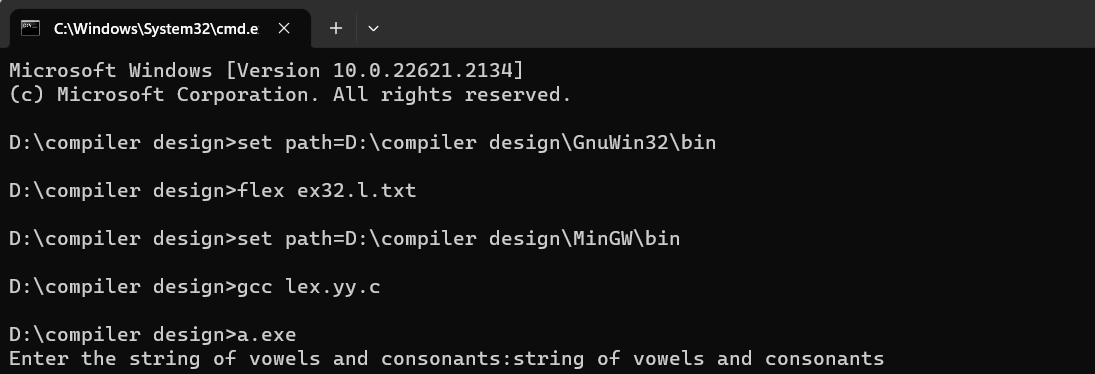 C:\Windows\System32\cmd.e
Microsoft Windows [Version 10.0.22621.2134]
(c) Microsoft Corporation. All rights reserved.
D:\compiler design>set path=D:\compiler design\GnuWin32\bin
D:\compiler design>flex ex32.l.txt
D:\compiler design>set path=D:\compiler design\MinGW\bin
D:\compiler design>gcc lex.yy.c
D:\compiler design>a.exe
Enter the string of vowels and consonants:string of vowels and consonants